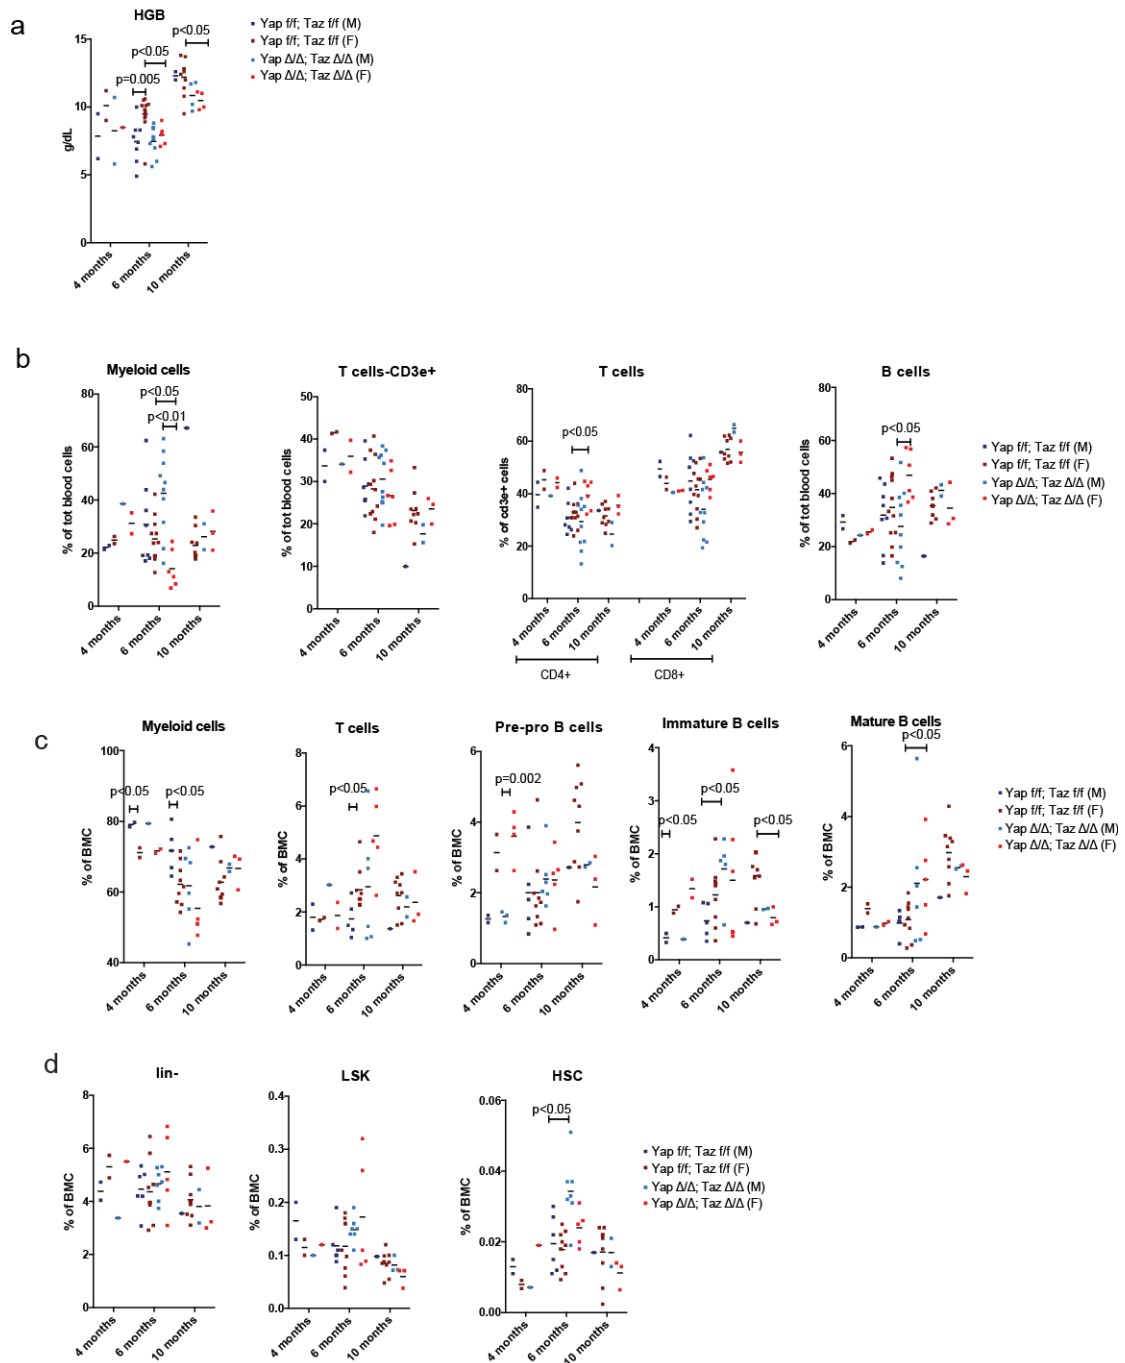 a
HGB
Yap f/f; Taz f/f (M)
Yap f/f; Taz f/f (F)
Yap Δ/Δ; Taz Δ/Δ (M)
Yap Δ/Δ; Taz Δ/Δ (F)
p<0.05
p<0.05
p=0.005
15
10
5
0
g/dL
4 months
6 months
10 months
b
Myeloid cells
p<0.05
p<0.01
80
60
40
20
0
% of tot blood cells
4 months
6 months
10 months
T cells-CD3e+
50
40
30
20
10
0
% of tot blood cells
4 months
6 months
10 months
T cells
p<0.05
80
60
40
20
0
% of cd3e+ cells
4 months
6 months
10 months
4 months
6 months
10 months
CD4+
CD8+
B cells
p<0.05
80
60
40
20
0
% of tot blood cells
4 months
6 months
10 months
Yap f/f; Taz f/f (M)
Yap f/f; Taz f/f (F)
Yap Δ/Δ; Taz Δ/Δ (M)
Yap Δ/Δ; Taz Δ/Δ (F)
c
Myeloid cells
p<0.05
p<0.05
100
80
60
40
% of BMC
4 months
6 months
10 months
T cells
p<0.05
8
6
4
2
0
% of BMC
4 months
6 months
10 months
Pre-pro B cells
p=0.002
6
4
2
0
% of BMC
4 months
6 months
10 months
Immature B cells
p<0.05
p<0.05
p<0.05
4
3
2
1
0
% of BMC
4 months
6 months
10 months
Mature B cells
p<0.05
6
4
2
0
% of BMC
4 months
6 months
10 months
Yap f/f; Taz f/f (M)
Yap f/f; Taz f/f (F)
Yap Δ/Δ; Taz Δ/Δ (M)
Yap Δ/Δ; Taz Δ/Δ (F)
d
lin-
8
6
4
2
0
% of BMC
4 months
6 months
10 months
LSK
0.4
0.3
0.2
0.1
0.0
% of BMC
4 months
6 months
10 months
HSC
p<0.05
0.06
0.04
0.02
0.00
% of BMC
4 months
6 months
10 months
Yap f/f; Taz f/f (M)
Yap f/f; Taz f/f (F)
Yap Δ/Δ; Taz Δ/Δ (M)
Yap Δ/Δ; Taz Δ/Δ (F)